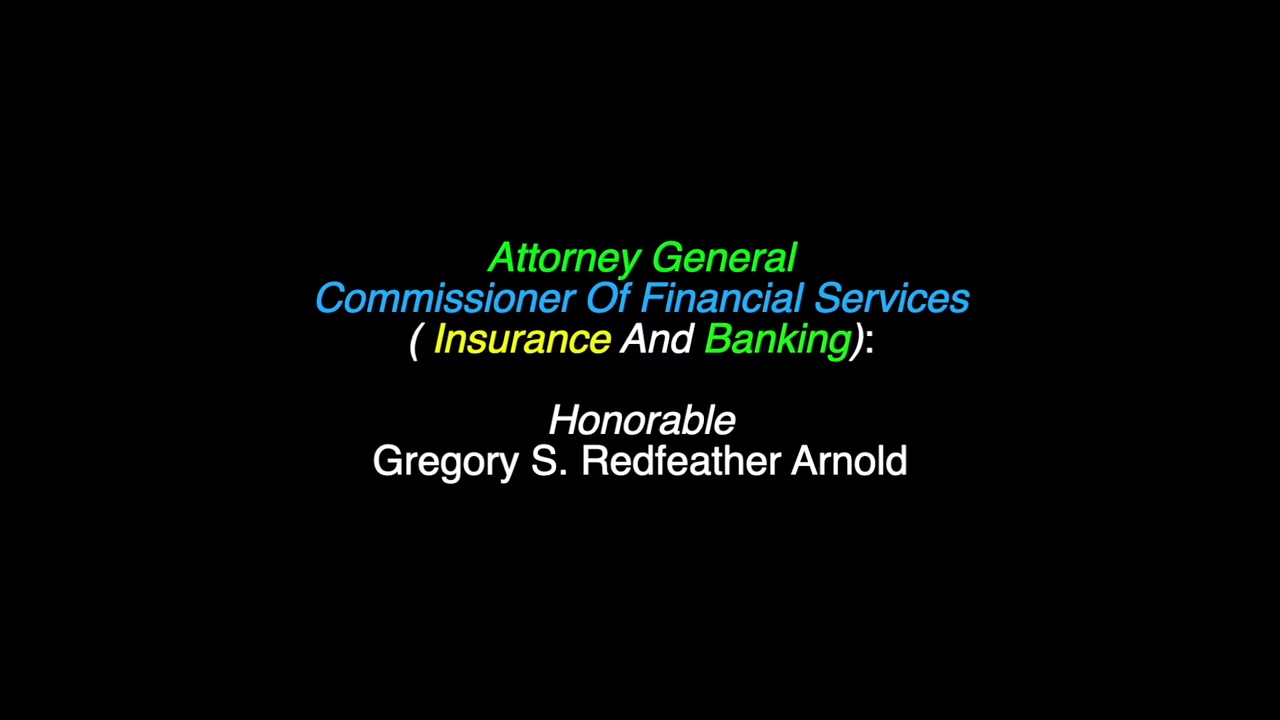 Attorney General
Commissioner Of Financial Services
( Insurance And Banking):
Honorable
Gregory S. Redfeather Arnold